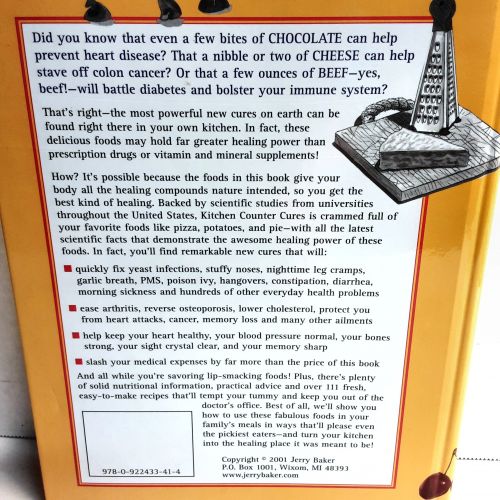 Did you know that even a few bites of CHOCOLATE can help
prevent heart disease? That a nibble or two of CHEESE can help
stave off colon cancer? Or that a few ounces of BEEF—yes,
beef!—will battle diabetes and bolster your immune system?
That's right—the most powerful new cures on earth can be
found right there in your own kitchen. In fact, these
delicious foods may hold far greater healing power than
prescription drugs or vitamin and mineral supplements!
How? It's possible because the foods in this book give your
body all the healing compounds nature intended, so you get the
best kind of healing. Backed by scientific studies from universities
throughout the United States, Kitchen Counter Cures is crammed full of
your favorite foods like pizza, potatoes, and pie—with all the latest
scientific facts that demonstrate the awesome healing power of these
foods. In fact, you'll find remarkable new cures that will:
■ quickly fix yeast infections, stuffy noses, nighttime leg cramps,
garlic breath, PMS, poison ivy, hangovers, constipation, diarrhea,
morning sickness and hundreds of other everyday health problems
■ ease arthritis, reverse osteoporosis, lower cholesterol, protect you
from heart attacks, cancer, memory loss and many other ailments
■ help keep your heart healthy, your blood pressure normal, your bones
strong, your sight crystal clear, and your memory sharp
■ slash your medical expenses by far more than the price of this book
And all while you're savoring lip-smacking foods! Plus, there's plenty
of solid nutritional information, practical advice and over 111 fresh,
easy-to-make recipes that'll tempt your tummy and keep you out of the
doctor's office. Best of all, we'll show you
how to use these fabulous foods in your
family's meals in ways that'll please even
the pickiest eaters—and turn your kitchen
into the healing place it was meant to be!
Copyright © 2001 Jerry Baker
P.O. Box 1001, Wixom, MI 48393
www.jerrybaker.com
978-0-922433-41-4